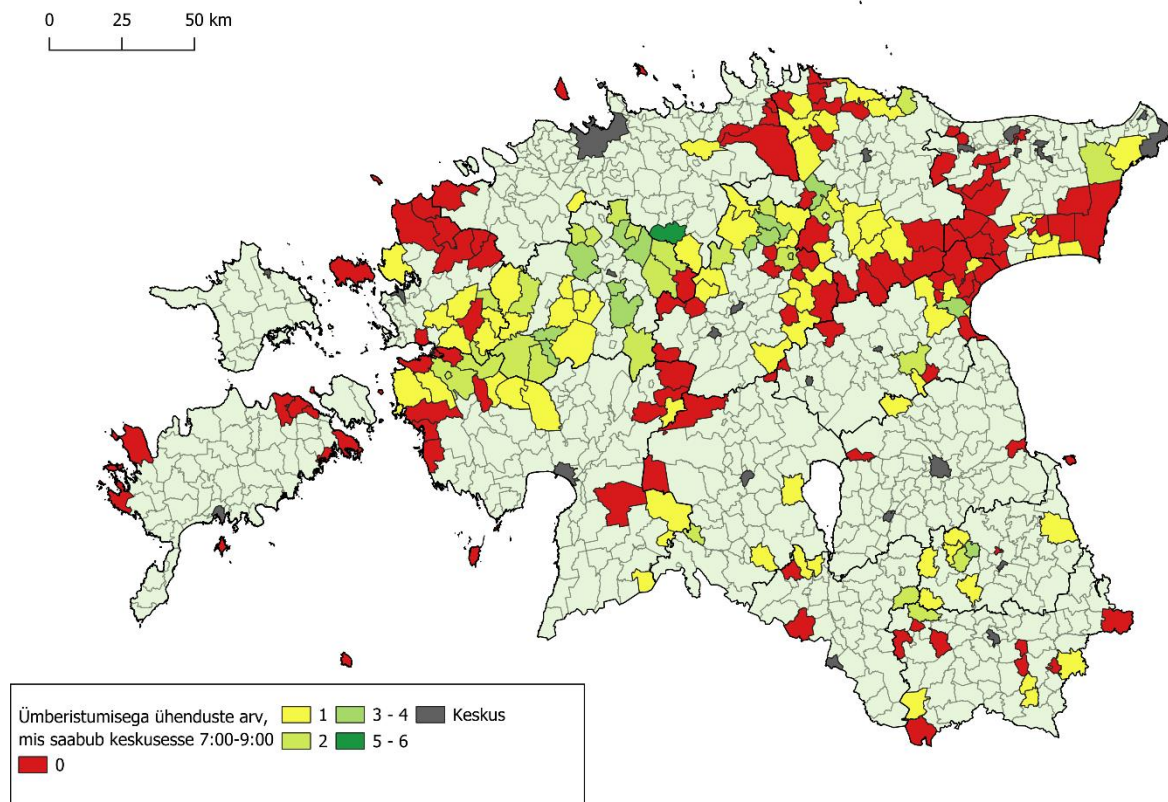 0 25 50 km
Ümberistumisega ühenduste arv,
mis saabub keskusesse 7:00-9:00
0
1
2
3 - 4
5 - 6
Keskus